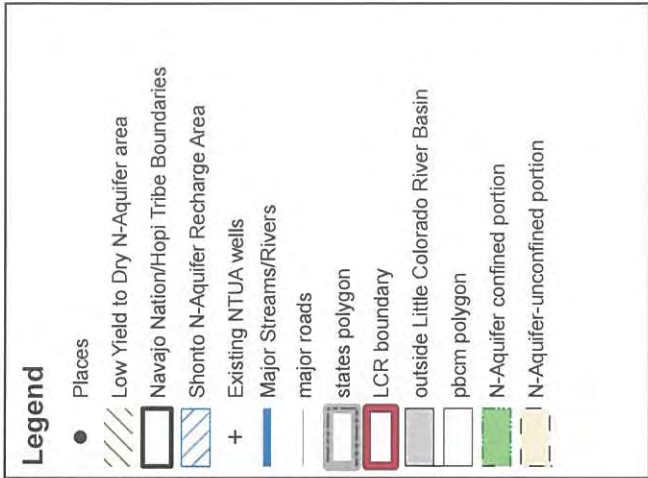 Legend
Places
Low Yield to Dry N-Aquifer area
Navajo Nation/Hopi Tribe Boundaries
Shonto N-Aquifer Recharge Area
Existing NTUA wells
Major Streams/Rivers
major roads
states polygon
LCR boundary
outside Little Colorado River Basin
pbcm polygon
N-Aquifer confined portion
N-Aquifer-unconfined portion